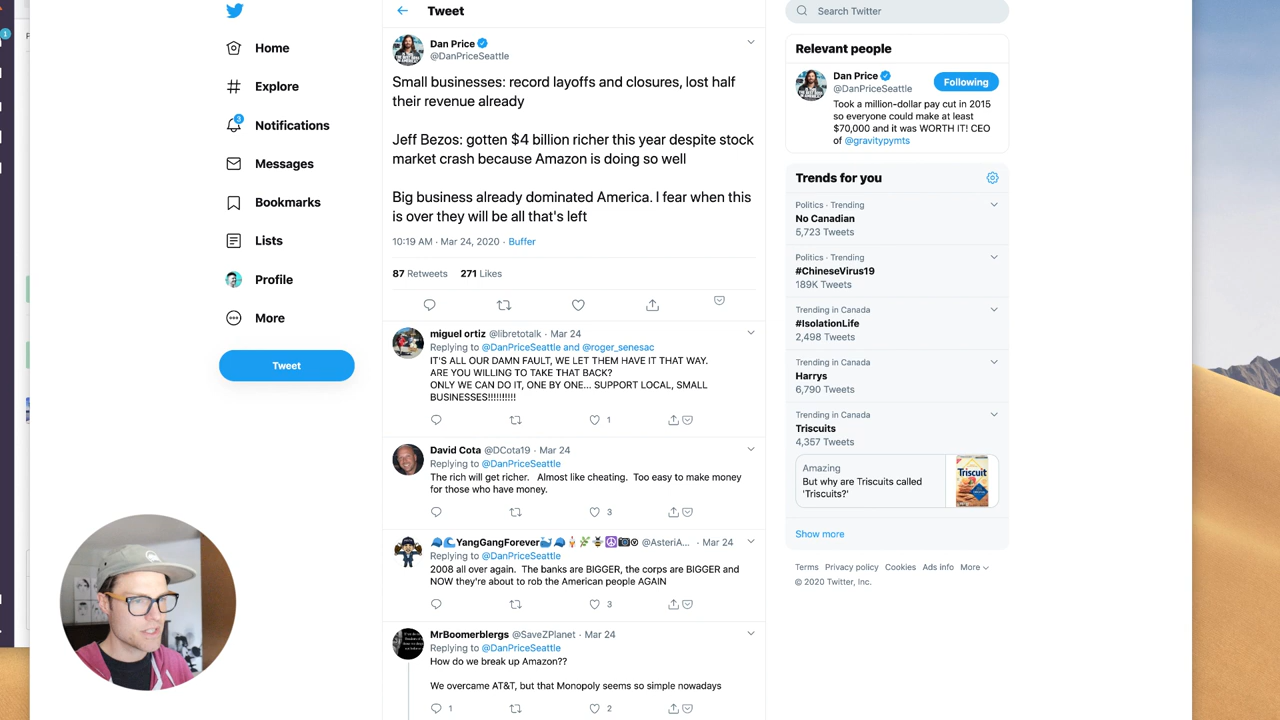 Home
Explore
3
Notifications
Messages
Bookmarks
Lists
Profile
More
Tweet
Tweet
Dan Price
@DanPriceSeattle
Small businesses: record layoffs and closures, lost half
their revenue already
Jeff Bezos: gotten $4 billion richer this year despite stock
market crash because Amazon is doing so well
Big business already dominated America. I fear when this
is over they will be all that's left
10:19 AM · Mar 24, 2020 · Buffer
87 Retweets 271 Likes
miguel ortiz @libretotalk · Mar 24
Replying to @DanPriceSeattle and @roger_senesac
IT'S ALL OUR DAMN FAULT, WE LET THEM HAVE IT THAT WAY.
ARE YOU WILLING TO TAKE THAT BACK?
ONLY WE CAN DO IT, ONE BY ONE... SUPPORT LOCAL, SMALL
BUSINESSES!!!!!!!!!!
1
David Cota @DCota19 · Mar 24
Replying to @DanPriceSeattle
The rich will get richer. Almost like cheating. Too easy to make money
for those who have money.
3
YangGangForever @AsteriA... · Mar 24
Replying to @DanPriceSeattle
2008 all over again. The banks are BIGGER, the corps are BIGGER and
NOW they're about to rob the American people AGAIN
3
MrBoomerblergs @SaveZPlanet · Mar 24
Replying to @DanPriceSeattle
How do we break up Amazon??
We overcame AT&T, but that Monopoly seems so simple nowadays
1 2
Search Twitter
Relevant people
Dan Price
@DanPriceSeattle
Following
Took a million-dollar pay cut in 2015
so everyone could make at least
$70,000 and it was WORTH IT! CEO
of @gravitypymts
Trends for you
Politics · Trending
No Canadian
5,723 Tweets
Politics · Trending
#ChineseVirus19
189K Tweets
Trending in Canada
#IsolationLife
2,498 Tweets
Trending in Canada
Harrys
6,790 Tweets
Trending in Canada
Triscuits
4,357 Tweets
Amazing
But why are Triscuits called
'Triscuits?'
Triscuit
Show more
Terms Privacy policy Cookies Ads info More
© 2020 Twitter, Inc.